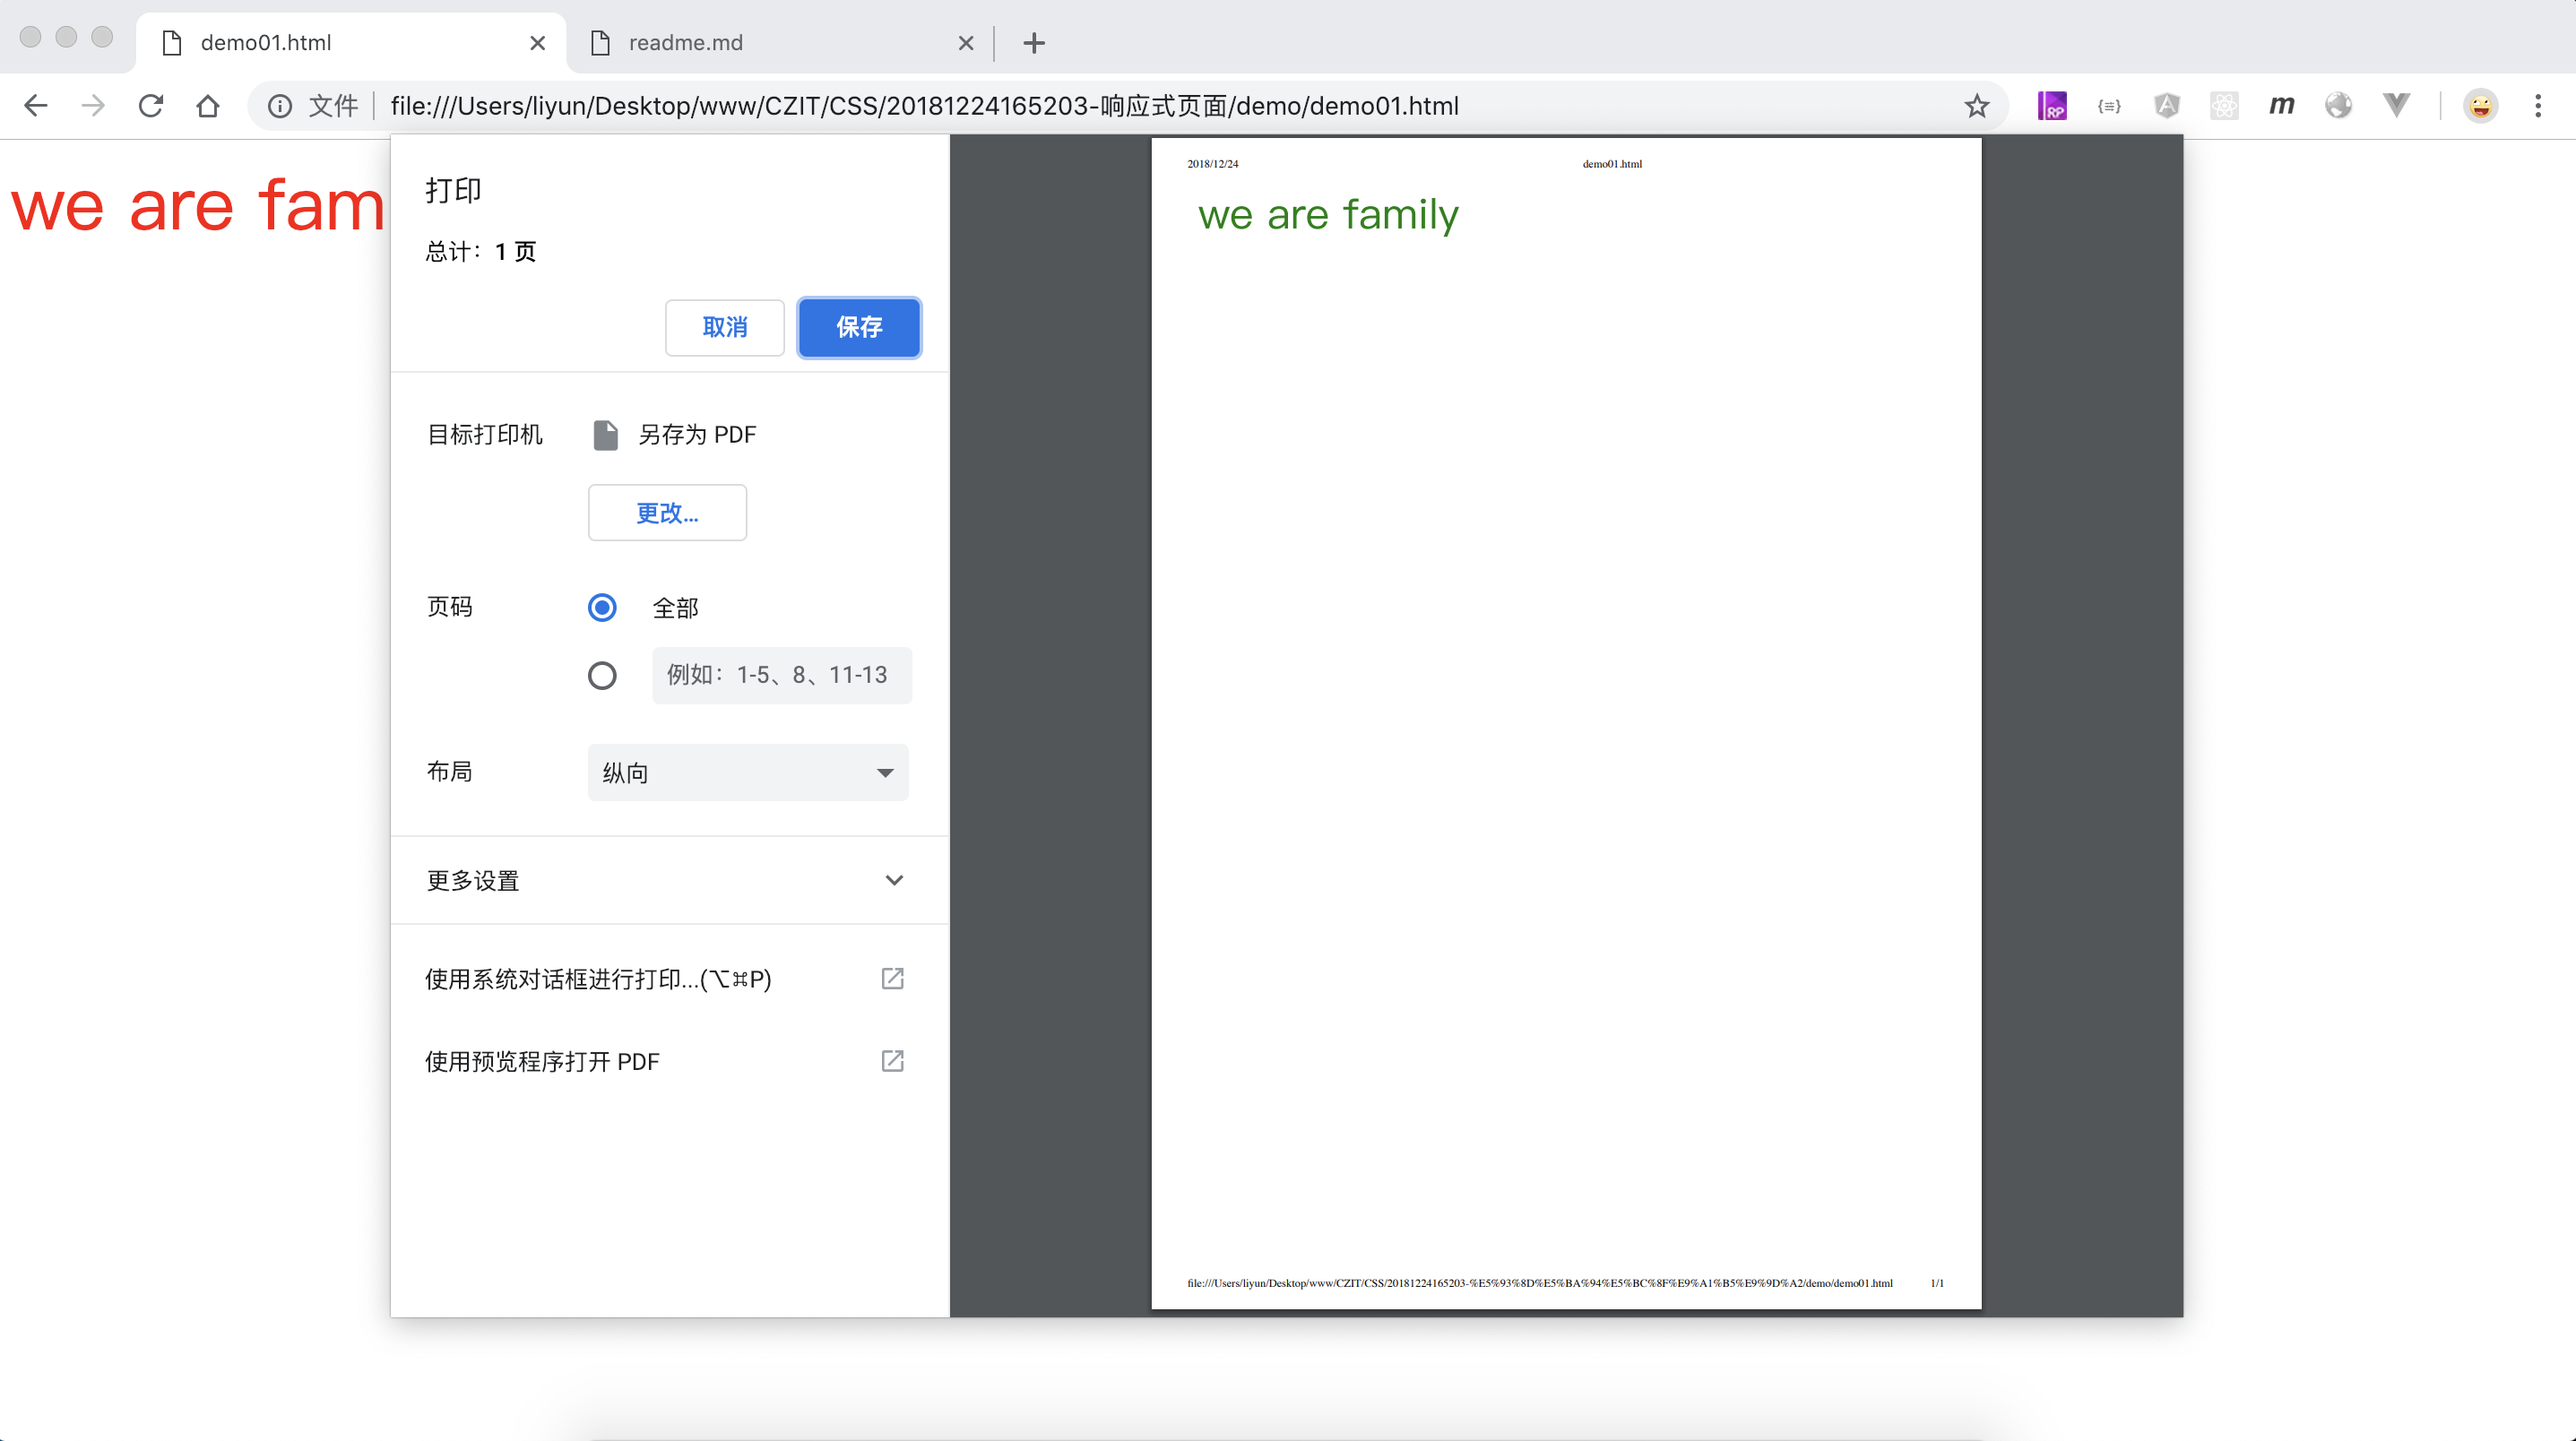 demo01.html
readme.md
文件
file:///Users/liyun/Desktop/www/CZIT/CSS/20181224165203-响应式页面/demo/demo01.html
RP
{≡}
A
m
we are fam
打印
总计：1 页
取消
保存
目标打印机
另存为 PDF
更改...
页码
全部
例如：1-5、8、11-13
布局
纵向
更多设置
使用系统对话框进行打印...(⌥⌘P)
使用预览程序打开 PDF
2018/12/24
demo01.html
we are family
file:///Users/liyun/Desktop/www/CZIT/CSS/20181224165203-%E5%93%8D%E5%BA%94%E5%BC%8F%E9%A1%B5%E9%9D%A2/demo/demo01.html
1/1